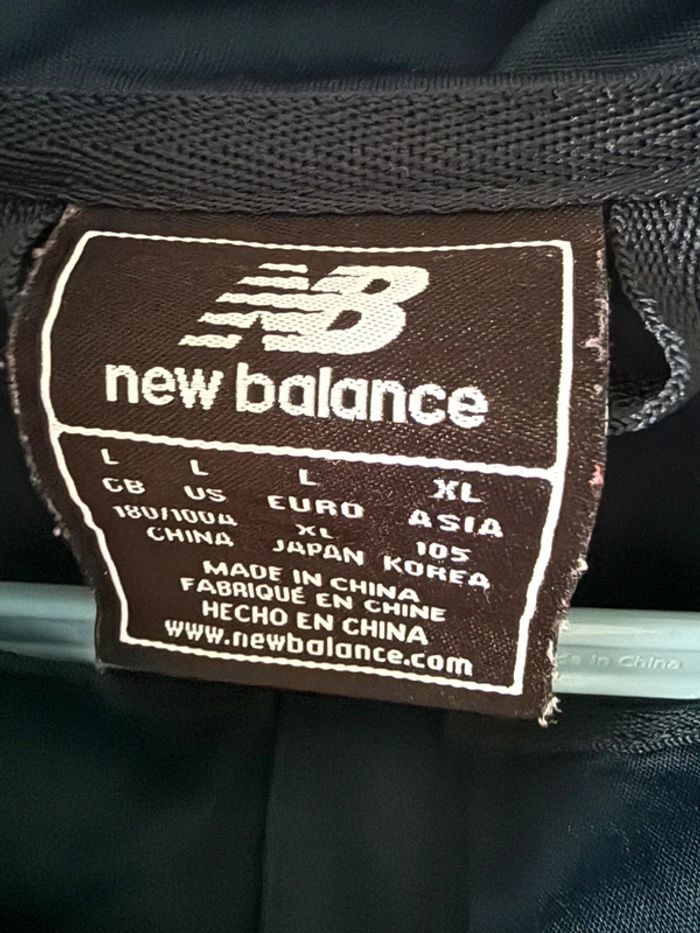 NB
new balance
L L L XL
GB US EURO ASIA
180/100A XL 105
CHINA JAPAN KOREA
MADE IN CHINA
FABRIQUÉ EN CHINE
HECHO EN CHINA
www.newbalance.com
in China